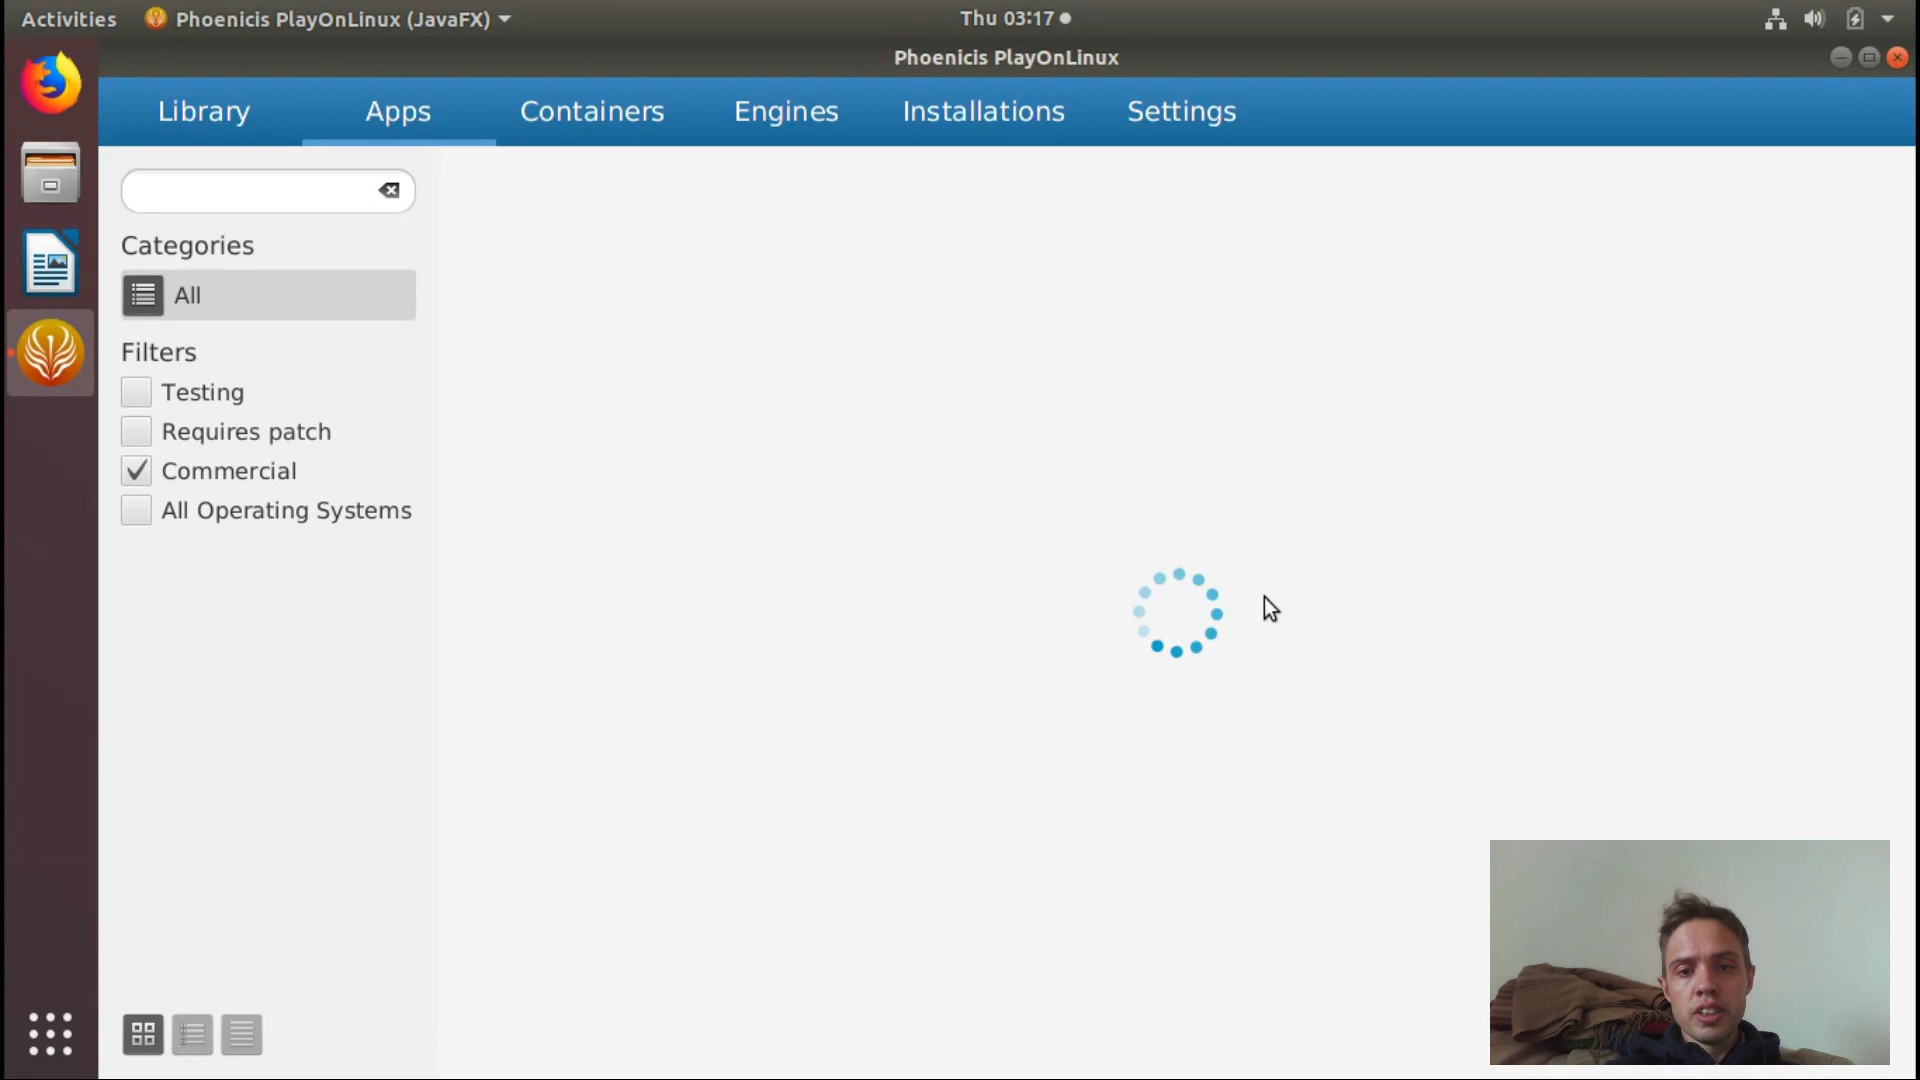 Activities
Phoenicis PlayOnLinux (JavaFX)
Thu 03:17
Phoenicis PlayOnLinux
Library
Apps
Containers
Engines
Installations
Settings
Categories
All
Filters
Testing
Requires patch
Commercial
All Operating Systems